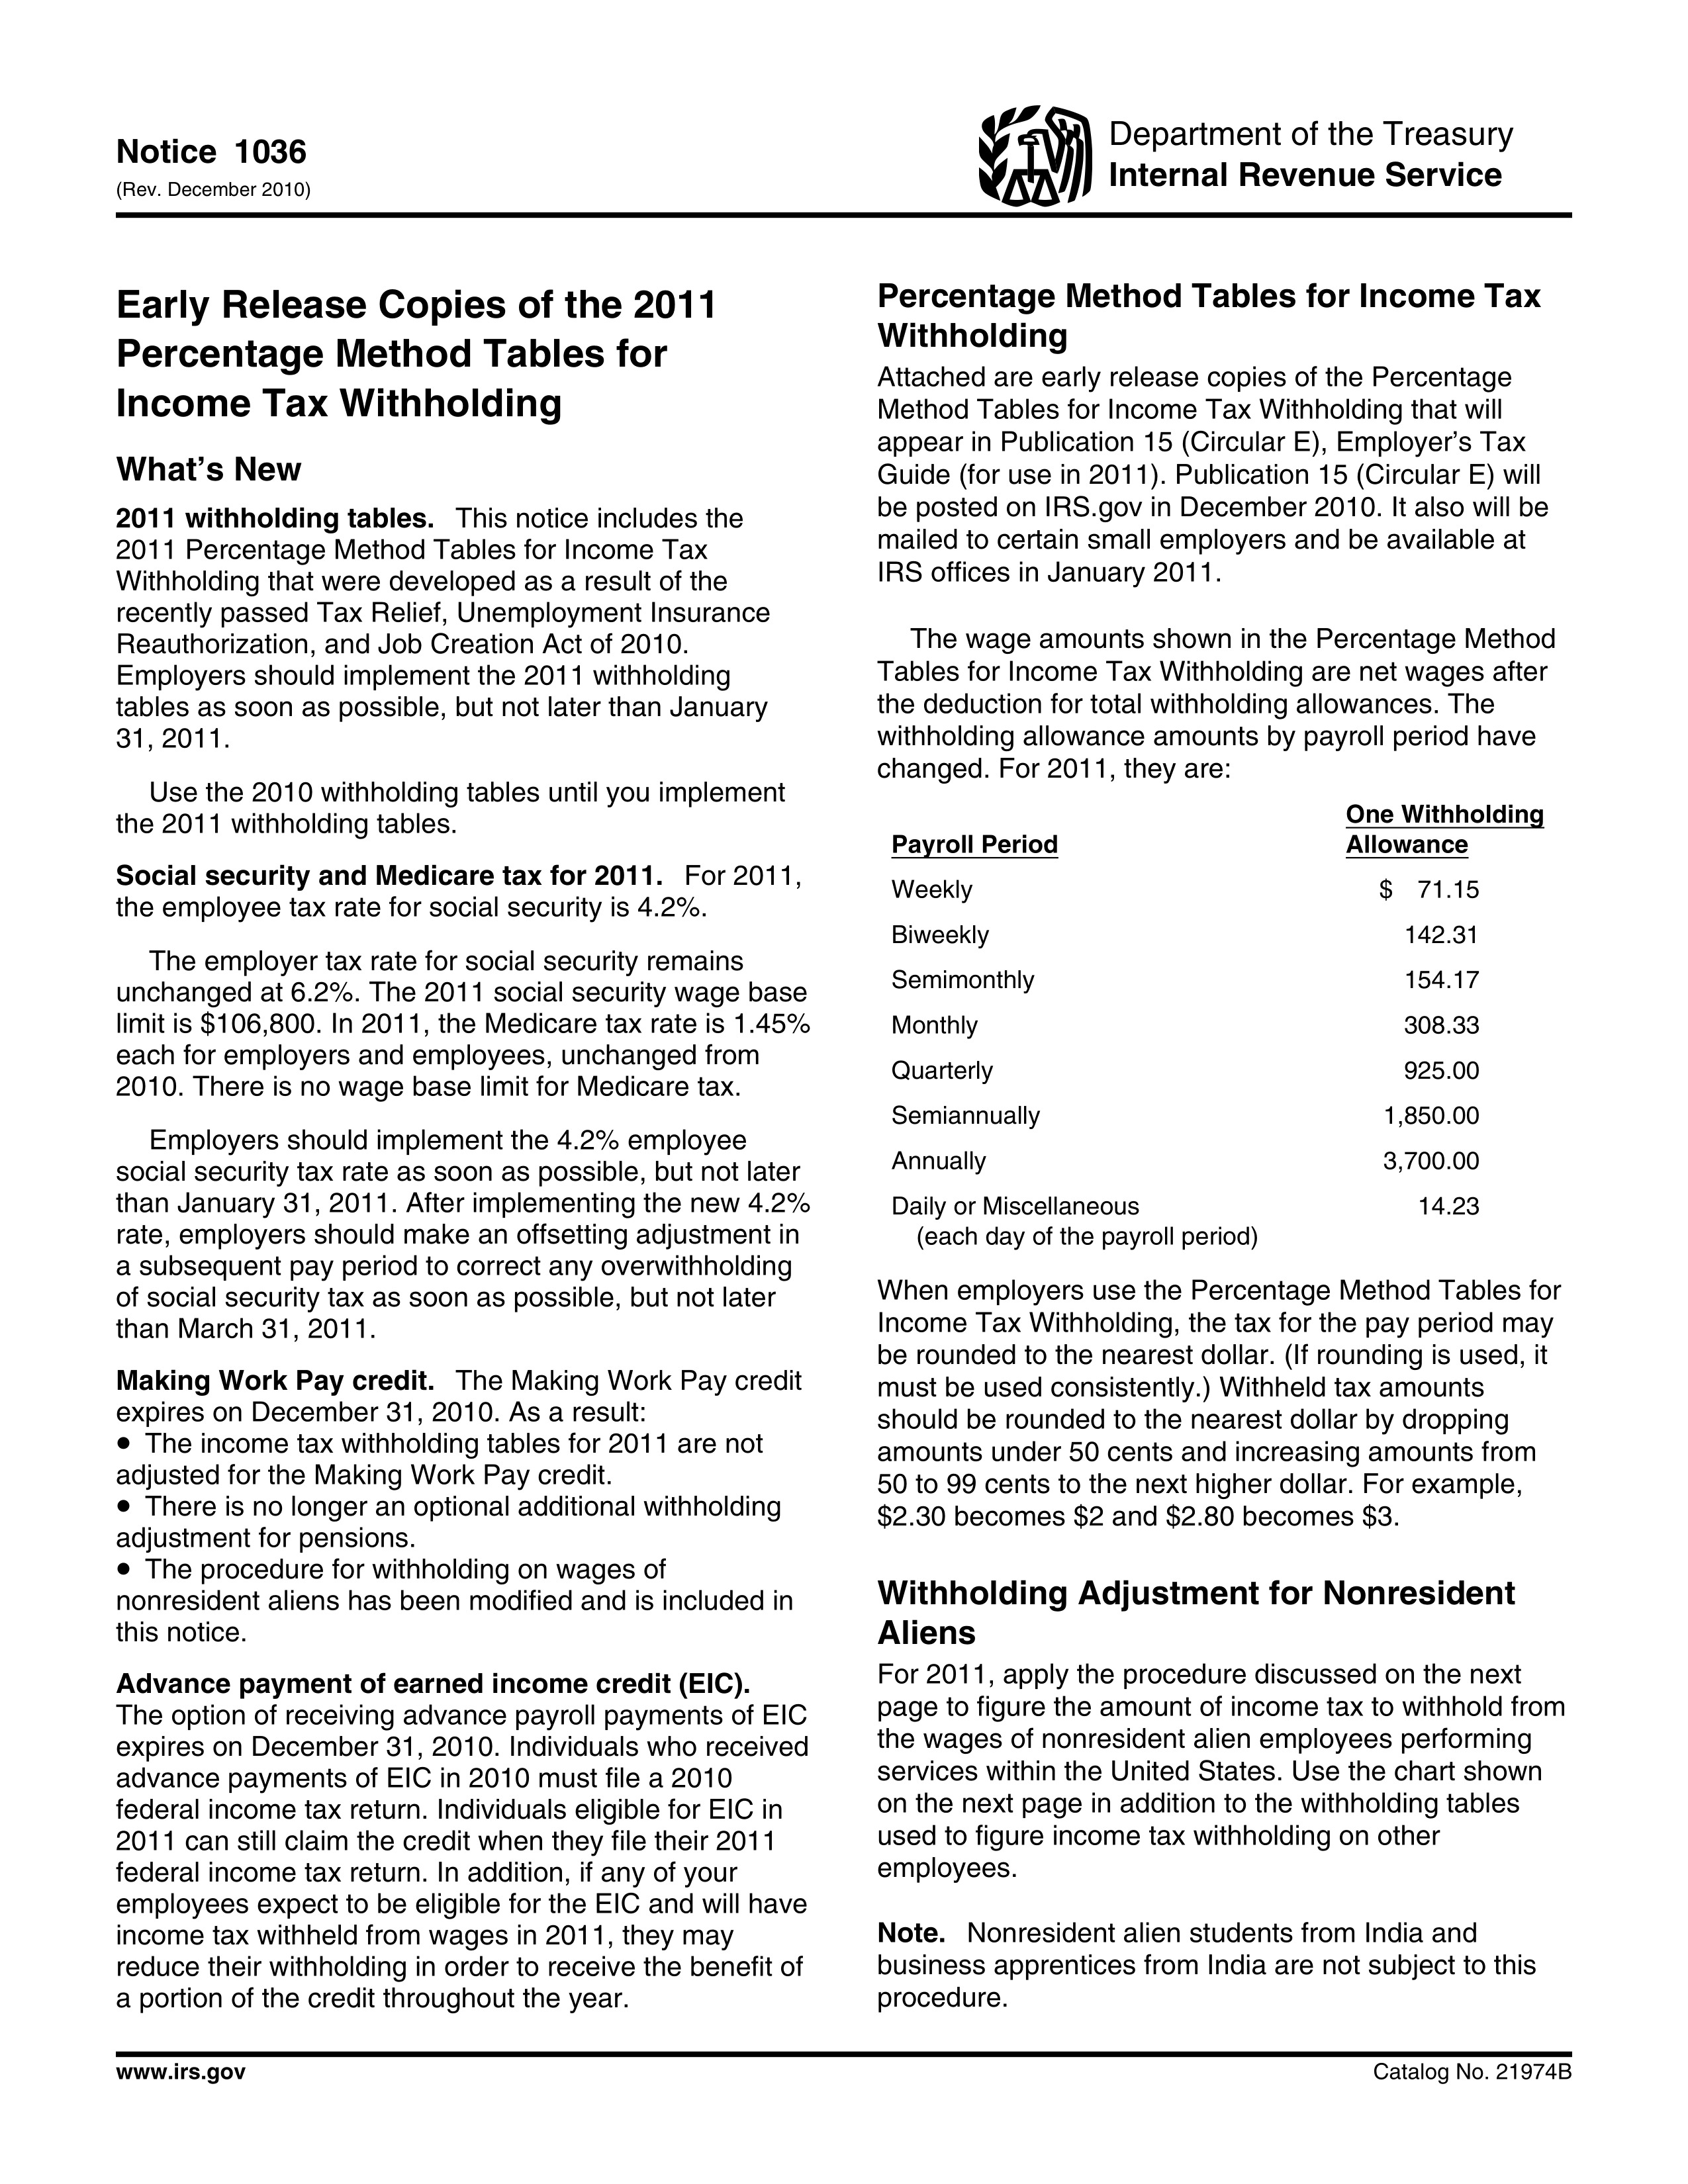 Notice 1036
(Rev. December 2010)
Department of the Treasury
Internal Revenue Service
Early Release Copies of the 2011
Percentage Method Tables for
Income Tax Withholding
What’s New
2011 withholding tables. This notice includes the
2011 Percentage Method Tables for Income Tax
Withholding that were developed as a result of the
recently passed Tax Relief, Unemployment Insurance
Reauthorization, and Job Creation Act of 2010.
Employers should implement the 2011 withholding
tables as soon as possible, but not later than January
31, 2011.
Use the 2010 withholding tables until you implement
the 2011 withholding tables.
Social security and Medicare tax for 2011. For 2011,
the employee tax rate for social security is 4.2%.
The employer tax rate for social security remains
unchanged at 6.2%. The 2011 social security wage base
limit is $106,800. In 2011, the Medicare tax rate is 1.45%
each for employers and employees, unchanged from
2010. There is no wage base limit for Medicare tax.
Employers should implement the 4.2% employee
social security tax rate as soon as possible, but not later
than January 31, 2011. After implementing the new 4.2%
rate, employers should make an offsetting adjustment in
a subsequent pay period to correct any overwithholding
of social security tax as soon as possible, but not later
than March 31, 2011.
Making Work Pay credit. The Making Work Pay credit
expires on December 31, 2010. As a result:
• The income tax withholding tables for 2011 are not
adjusted for the Making Work Pay credit.
• There is no longer an optional additional withholding
adjustment for pensions.
• The procedure for withholding on wages of
nonresident aliens has been modified and is included in
this notice.
Advance payment of earned income credit (EIC).
The option of receiving advance payroll payments of EIC
expires on December 31, 2010. Individuals who received
advance payments of EIC in 2010 must file a 2010
federal income tax return. Individuals eligible for EIC in
2011 can still claim the credit when they file their 2011
federal income tax return. In addition, if any of your
employees expect to be eligible for the EIC and will have
income tax withheld from wages in 2011, they may
reduce their withholding in order to receive the benefit of
a portion of the credit throughout the year.
Percentage Method Tables for Income Tax
Withholding
Attached are early release copies of the Percentage
Method Tables for Income Tax Withholding that will
appear in Publication 15 (Circular E), Employer’s Tax
Guide (for use in 2011). Publication 15 (Circular E) will
be posted on IRS.gov in December 2010. It also will be
mailed to certain small employers and be available at
IRS offices in January 2011.
The wage amounts shown in the Percentage Method
Tables for Income Tax Withholding are net wages after
the deduction for total withholding allowances. The
withholding allowance amounts by payroll period have
changed. For 2011, they are:
One Withholding
Payroll Period Allowance
Weekly $ 71.15
Biweekly 142.31
Semimonthly 154.17
Monthly 308.33
Quarterly 925.00
Semiannually 1,850.00
Annually 3,700.00
Daily or Miscellaneous 14.23
(each day of the payroll period)
When employers use the Percentage Method Tables for
Income Tax Withholding, the tax for the pay period may
be rounded to the nearest dollar. (If rounding is used, it
must be used consistently.) Withheld tax amounts
should be rounded to the nearest dollar by dropping
amounts under 50 cents and increasing amounts from
50 to 99 cents to the next higher dollar. For example,
$2.30 becomes $2 and $2.80 becomes $3.
Withholding Adjustment for Nonresident
Aliens
For 2011, apply the procedure discussed on the next
page to figure the amount of income tax to withhold from
the wages of nonresident alien employees performing
services within the United States. Use the chart shown
on the next page in addition to the withholding tables
used to figure income tax withholding on other
employees.
Note. Nonresident alien students from India and
business apprentices from India are not subject to this
procedure.
www.irs.gov
Catalog No. 21974B